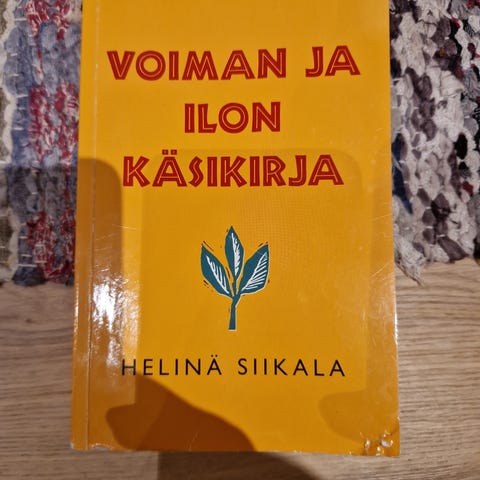 VOIMAN JA
ILON
KÄSIKIRJA
HELINÄ SIIKALA